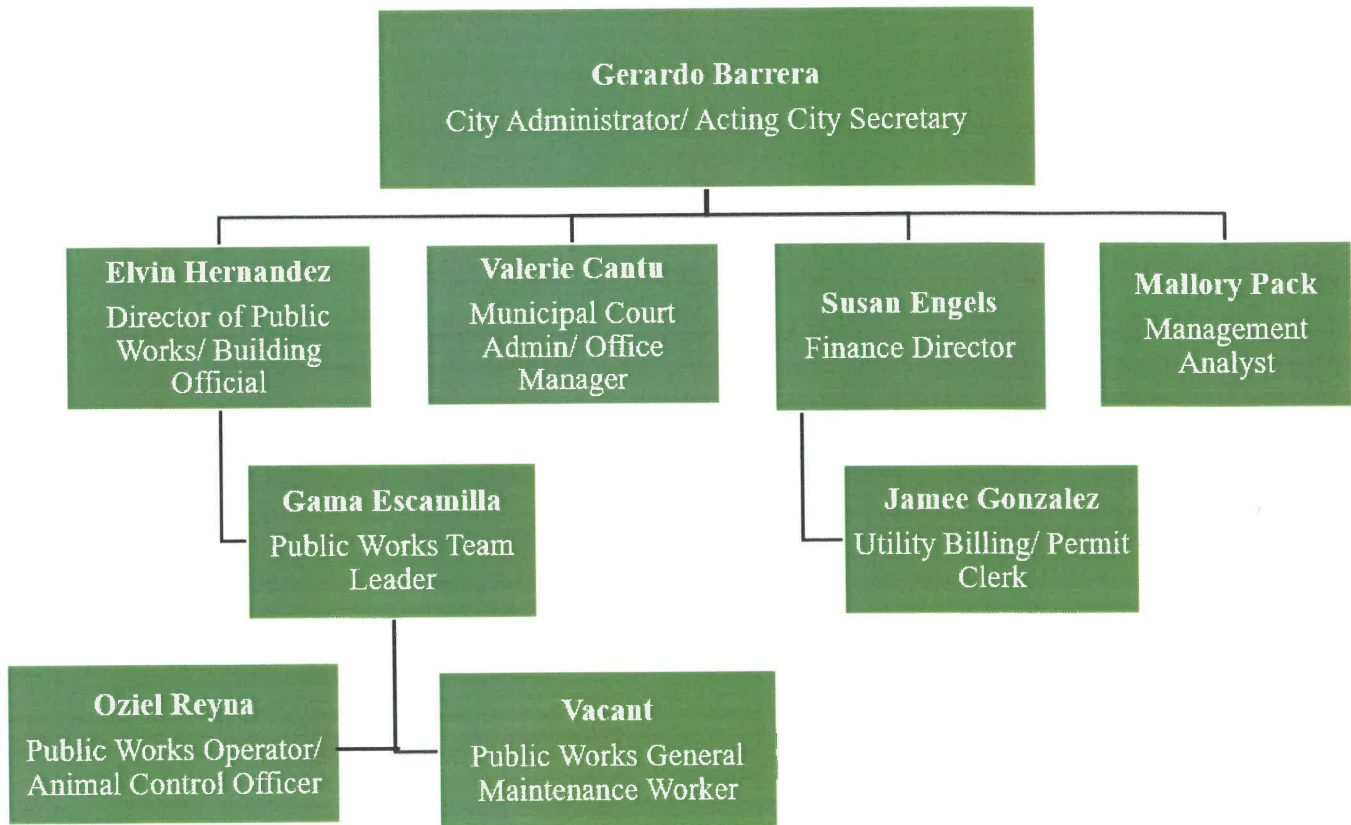 Gerardo Barrera
City Administrator/ Acting City Secretary
Elvin Hernandez
Director of Public
Works/ Building
Official
Valerie Cantu
Municipal Court
Admin/ Office
Manager
Susan Engels
Finance Director
Mallory Pack
Management
Analyst
Gama Escamilla
Public Works Team
Leader
Jamee Gonzalez
Utility Billing/ Permit
Clerk
Oziel Reyna
Public Works Operator/
Animal Control Officer
Vacant
Public Works General
Maintenance Worker